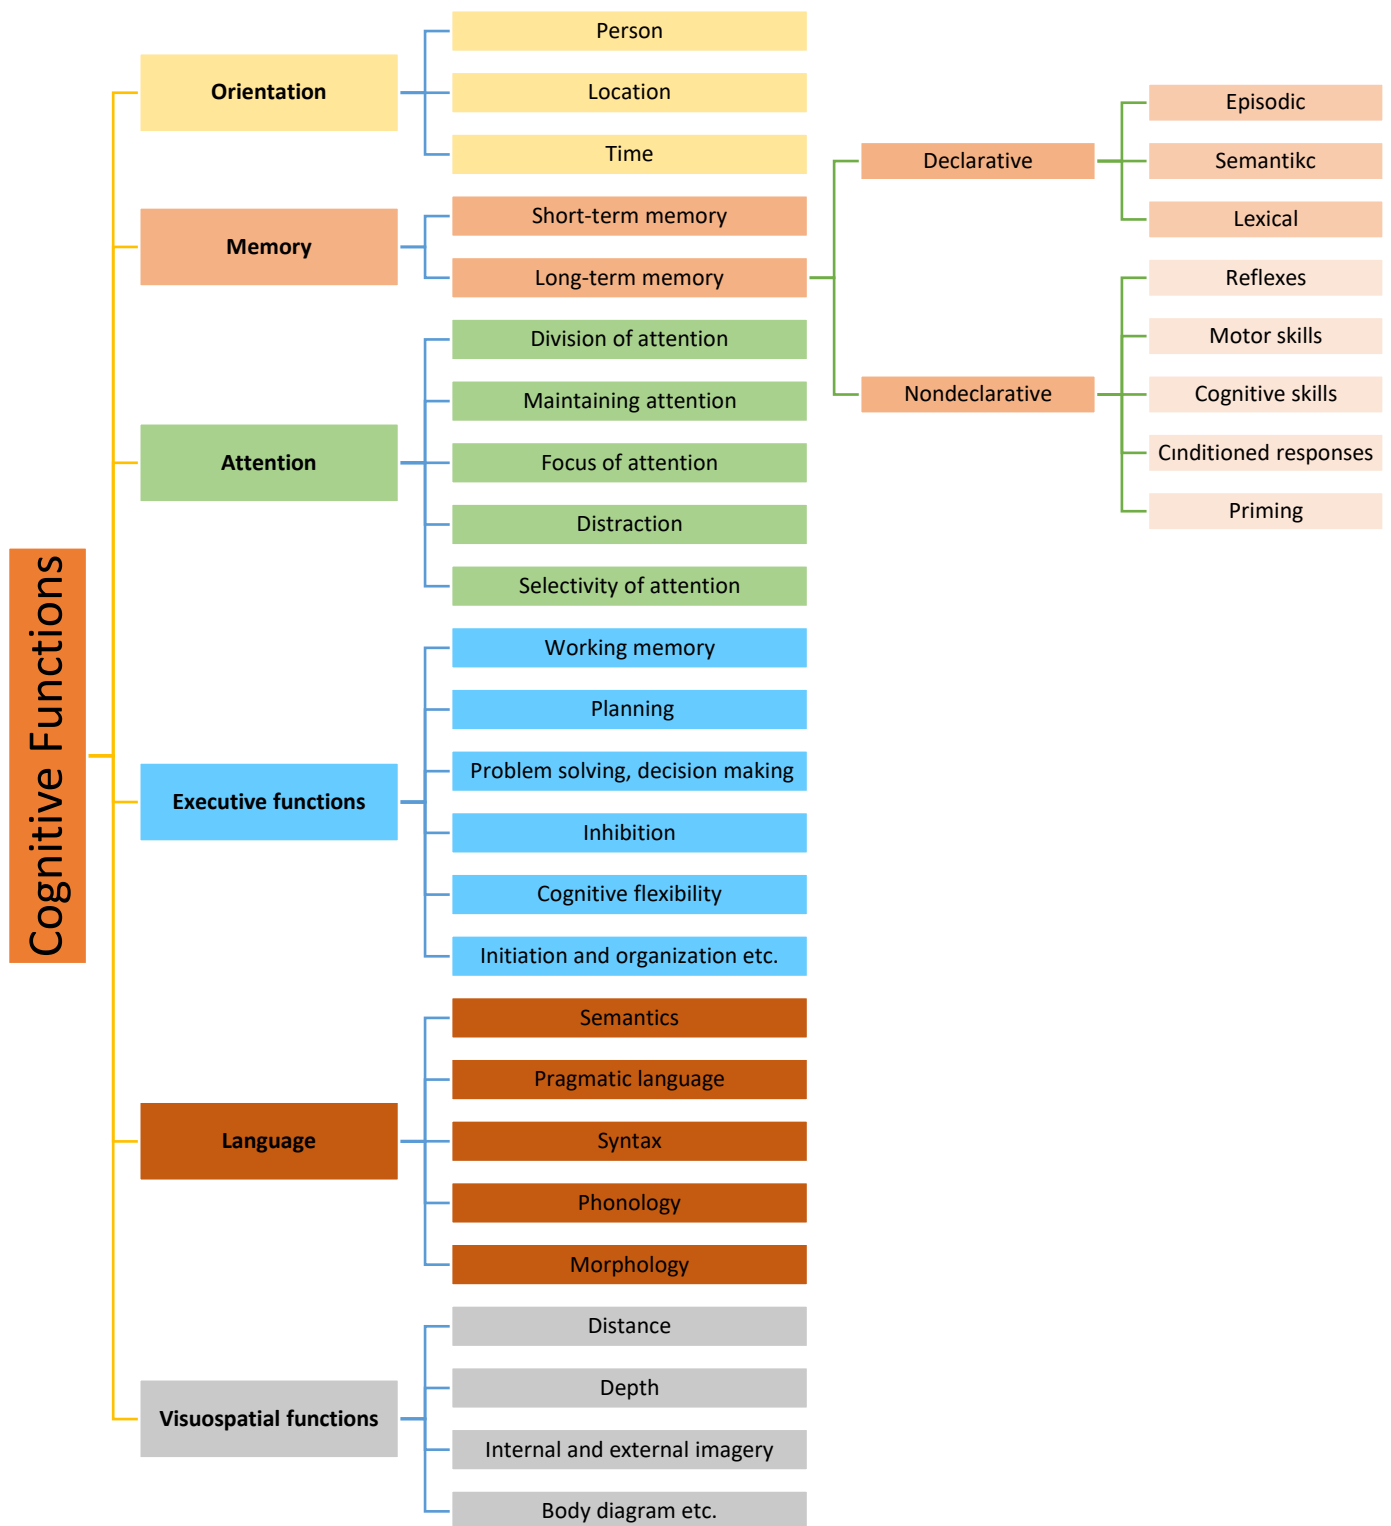 Cognitive Functions
Orientation
Person
Location
Time
Memory
Short-term memory
Long-term memory
Declarative
Episodic
Semantikc
Lexical
Nondeclarative
Reflexes
Motor skills
Cognitive skills
Cınditioned responses
Priming
Attention
Division of attention
Maintaining attention
Focus of attention
Distraction
Selectivity of attention
Executive functions
Working memory
Planning
Problem solving, decision making
Inhibition
Cognitive flexibility
Initiation and organization etc.
Language
Semantics
Pragmatic language
Syntax
Phonology
Morphology
Visuospatial functions
Distance
Depth
Internal and external imagery
Body diagram etc.